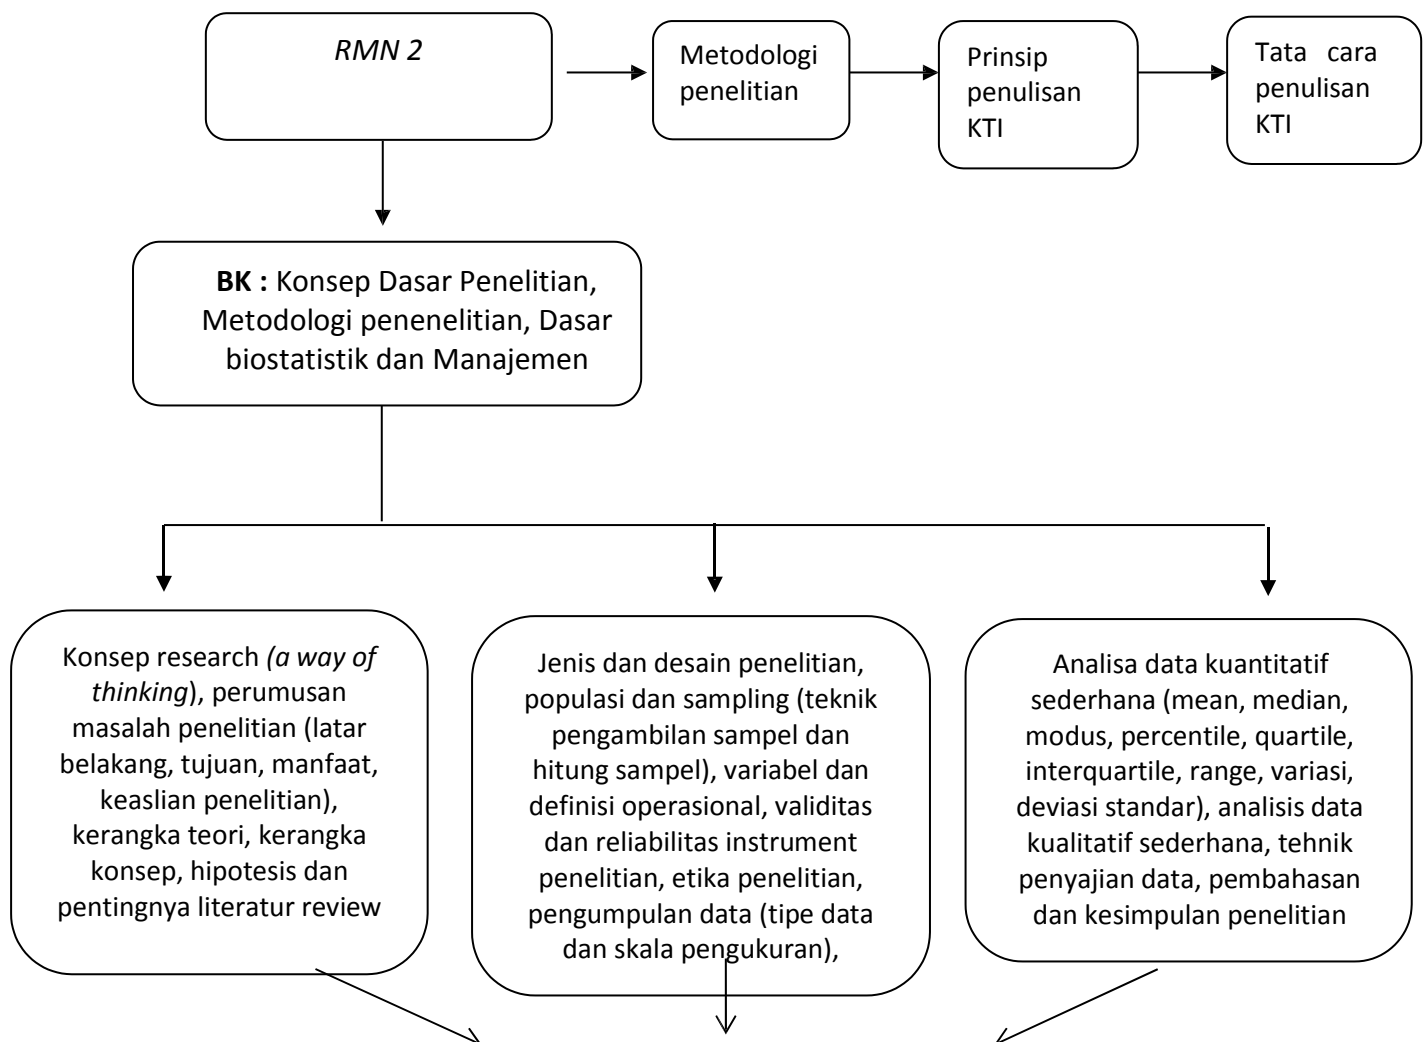 RMN 2
Metodologi
penelitian
Prinsip
penulisan
KTI
Tata cara
penulisan
KTI
BK : Konsep Dasar Penelitian,
Metodologi penenelitian, Dasar
biostatistik dan Manajemen
Konsep research (a way of
thinking), perumusan
masalah penelitian (latar
belakang, tujuan, manfaat,
keaslian penelitian),
kerangka teori, kerangka
konsep, hipotesis dan
pentingnya literatur review
Jenis dan desain penelitian,
populasi dan sampling (teknik
pengambilan sampel dan
hitung sampel), variabel dan
definisi operasional, validitas
dan reliabilitas instrument
penelitian, etika penelitian,
pengumpulan data (tipe data
dan skala pengukuran),
Analisa data kuantitatif
sederhana (mean, median,
modus, percentile, quartile,
interquartile, range, variasi,
deviasi standar), analisis data
kualitatif sederhana, tehnik
penyajian data, pembahasan
dan kesimpulan penelitian